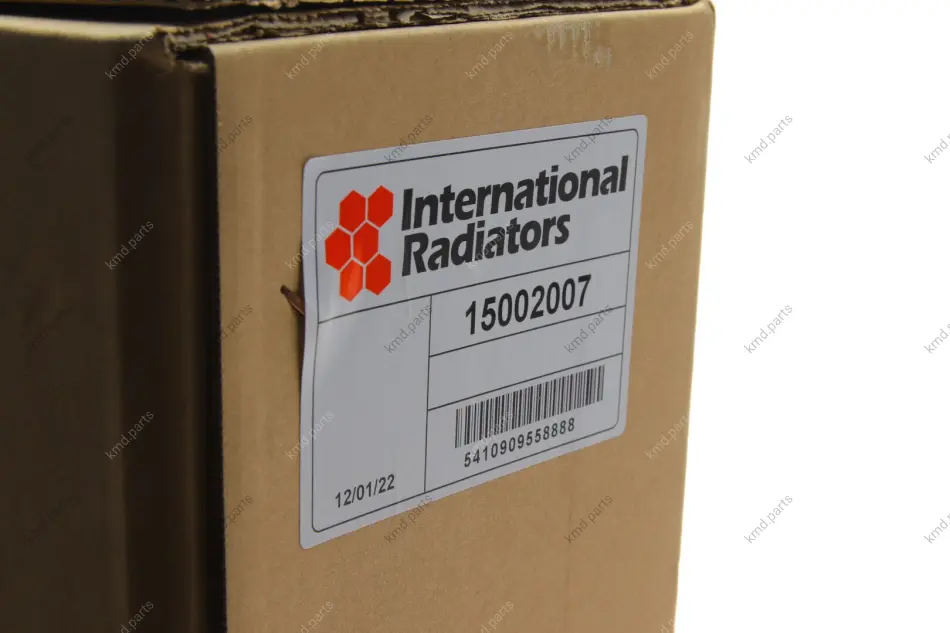 International
Radiators
15002007
5410909558888
12/01/22
kmd.parts